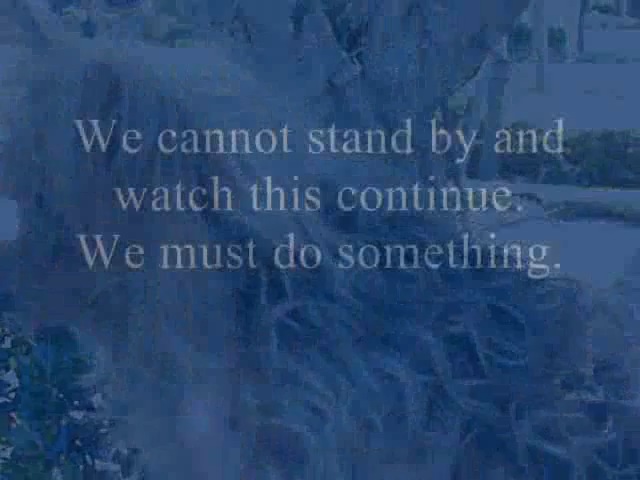 We cannot stand by and
watch this continue.
We must do something.